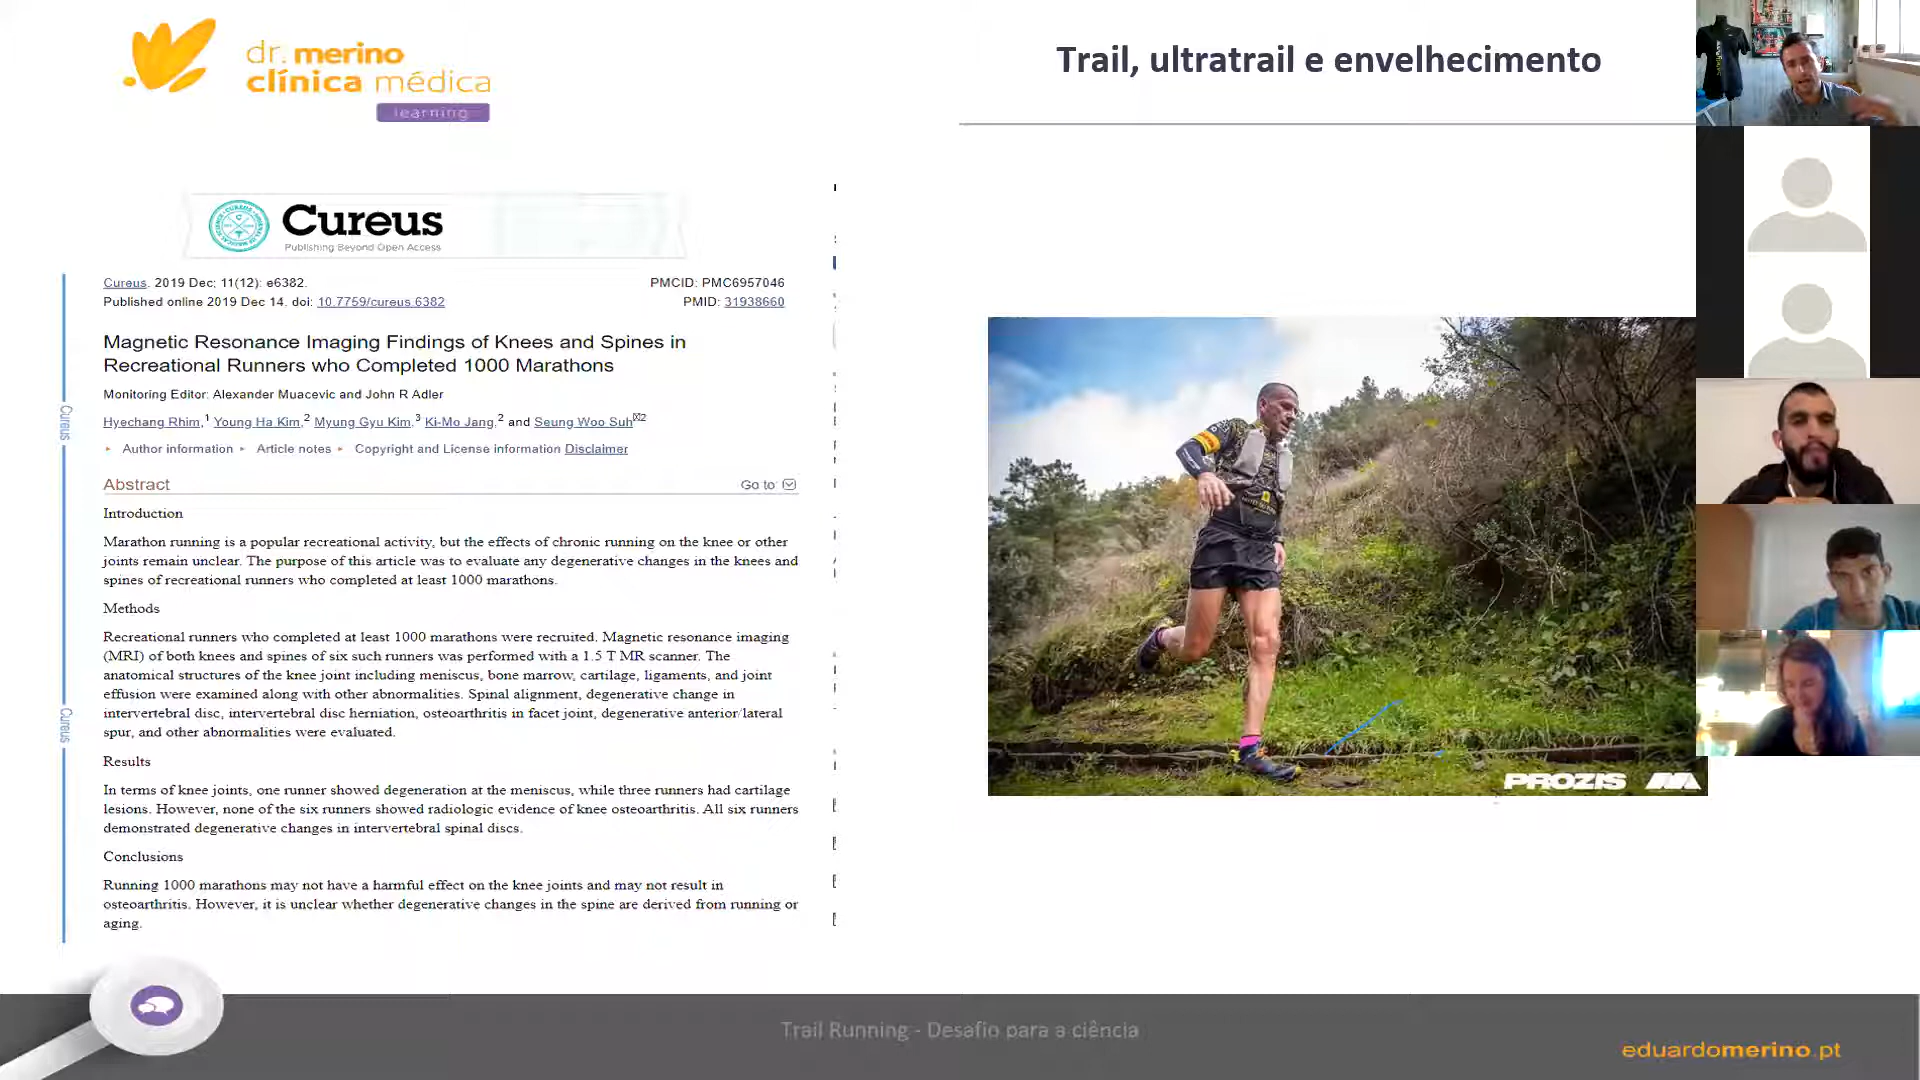 dr. merino
clínica médica
learning
Trail, ultratrail e envelhecimento
Cureus
Publishing Beyond Open Access
Cureus. 2019 Dec; 11(12): e6382.
PMCID: PMC6957046
Published online 2019 Dec 14. doi: 10.7759/cureus.6382
PMID: 31938660
Magnetic Resonance Imaging Findings of Knees and Spines in
Recreational Runners who Completed 1000 Marathons
Monitoring Editor: Alexander Muacevic and John R Adler
Hyechang Rhim,1 Young Ha Kim,2 Myung Gyu Kim,3 Ki-Mo Jang,2 and Seung Woo Suh✉2
▸ Author information ▸ Article notes ▸ Copyright and License information Disclaimer
Abstract
Go to:
Introduction
Marathon running is a popular recreational activity, but the effects of chronic running on the knee or other
joints remain unclear. The purpose of this article was to evaluate any degenerative changes in the knees and
spines of recreational runners who completed at least 1000 marathons.
Methods
Recreational runners who completed at least 1000 marathons were recruited. Magnetic resonance imaging
(MRI) of both knees and spines of six such runners was performed with a 1.5 T MR scanner. The
anatomical structures of the knee joint including meniscus, bone marrow, cartilage, ligaments, and joint
effusion were examined along with other abnormalities. Spinal alignment, degenerative change in
intervertebral disc, intervertebral disc herniation, osteoarthritis in facet joint, degenerative anterior/lateral
spur, and other abnormalities were evaluated.
Results
In terms of knee joints, one runner showed degeneration at the meniscus, while three runners had cartilage
lesions. However, none of the six runners showed radiologic evidence of knee osteoarthritis. All six runners
demonstrated degenerative changes in intervertebral spinal discs.
Conclusions
Running 1000 marathons may not have a harmful effect on the knee joints and may not result in
osteoarthritis. However, it is unclear whether degenerative changes in the spine are derived from running or
aging.
Cureus
Cureus
PROZIS
Trail Running - Desafio para a ciência
eduardomerino.pt